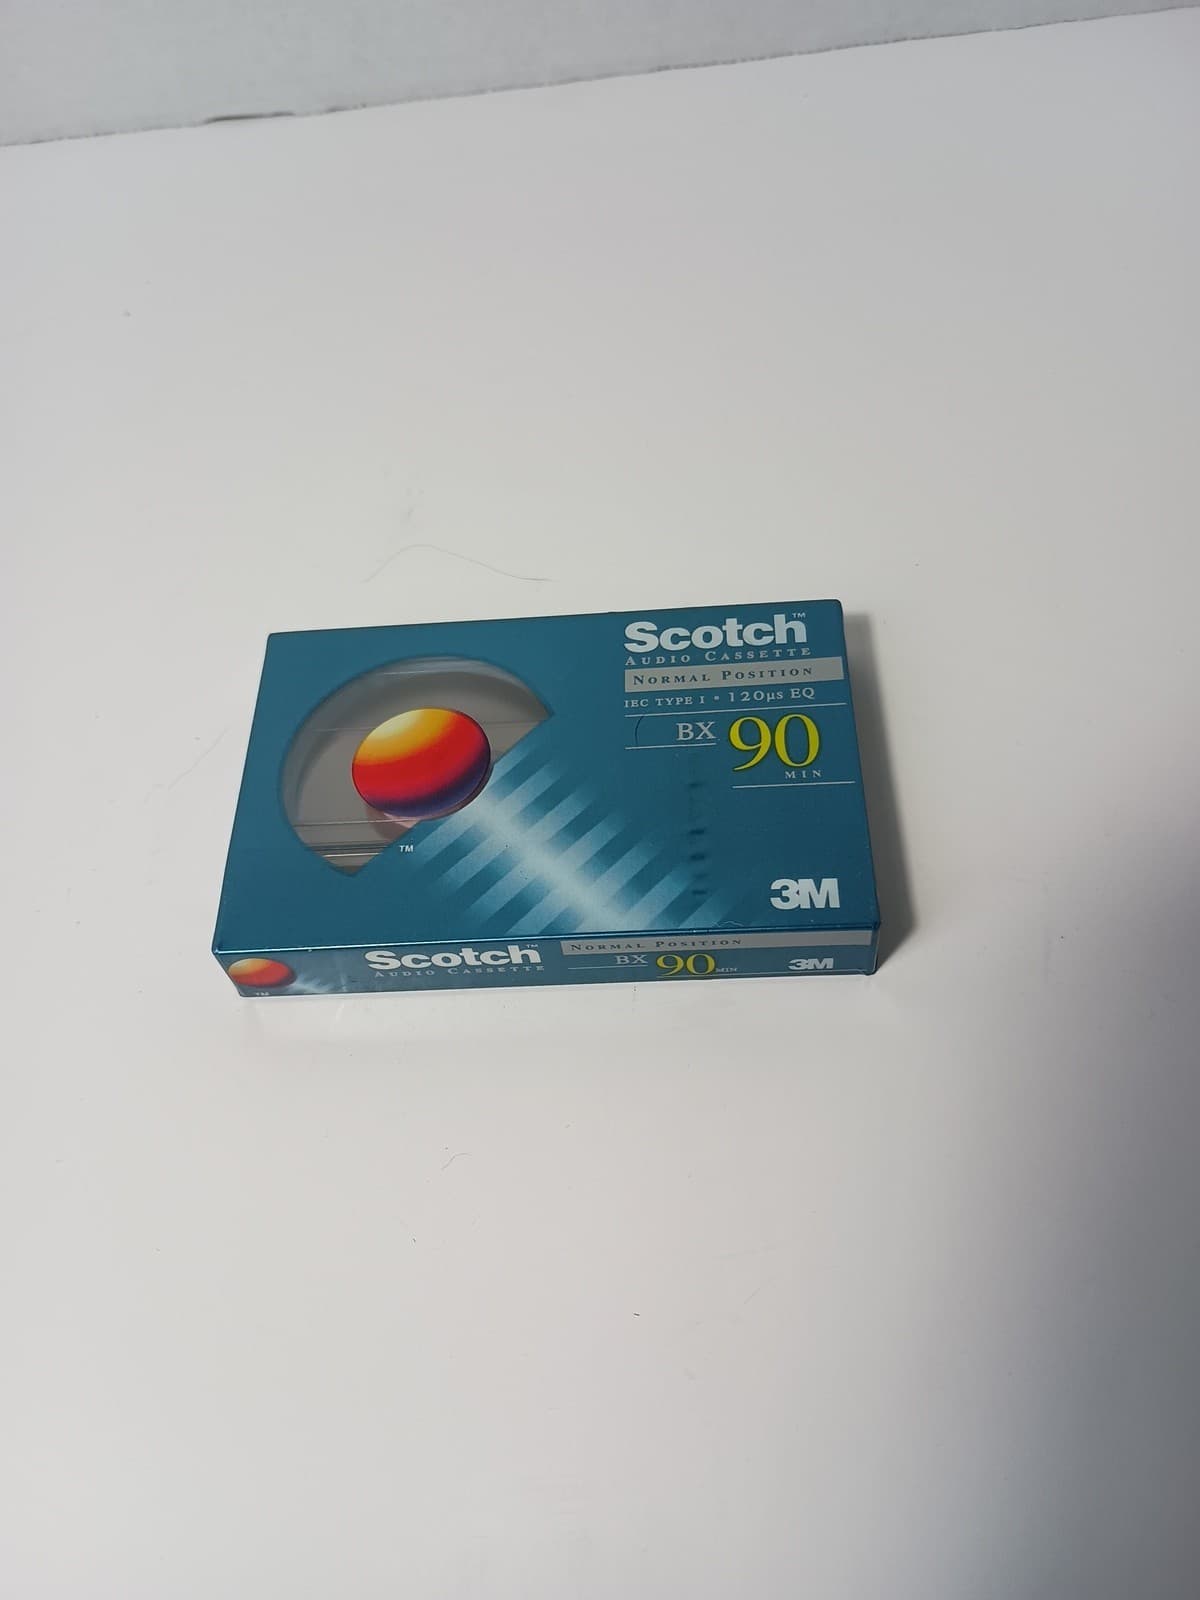 Scotch™
AUDIO CASSETTE
NORMAL POSITION
IEC TYPE I • 120µs EQ
BX 90
MIN
TM
3M
Scotch™
AUDIO CASSETTE
NORMAL POSITION
BX 90 MIN
3M
TM